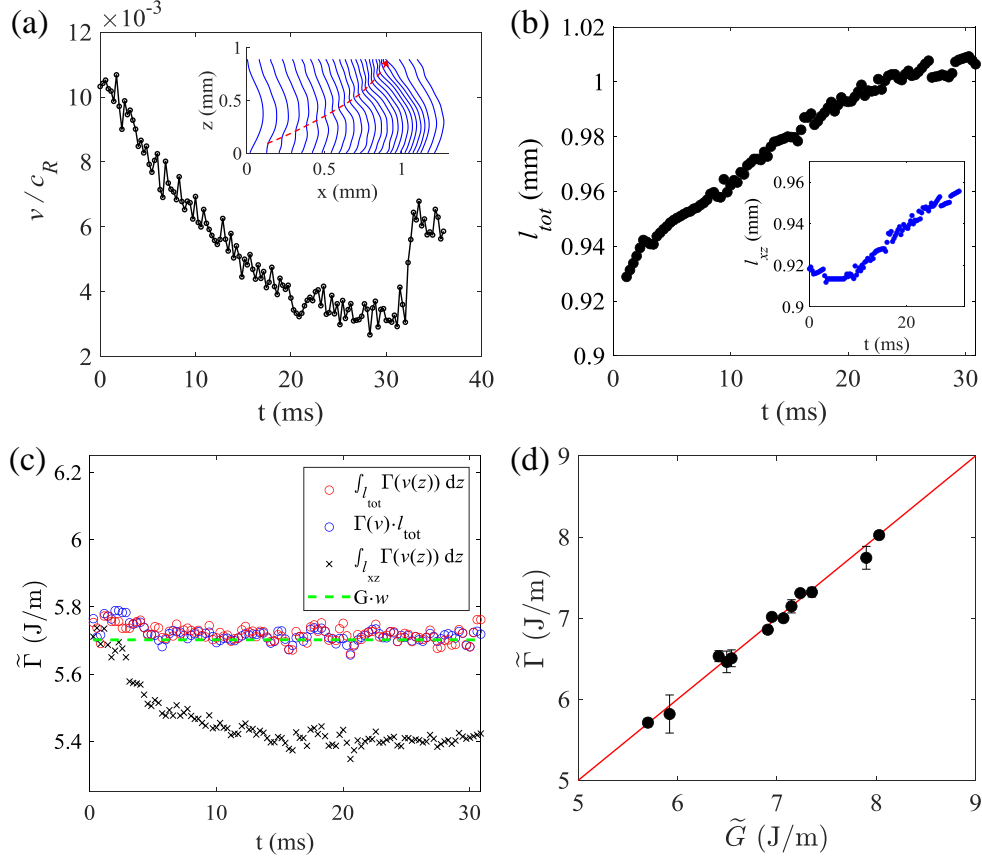 (a)
×10⁻³
12
10
8
6
4
2
v / c_R
0
10
20
30
40
t (ms)
1
0.5
0
z (mm)
0
0.5
1
x (mm)
(b)
1.02
1
0.98
0.96
0.94
0.92
0.9
l_tot (mm)
0
10
20
30
t (ms)
0.96
0.94
0.92
0.9
l_xz (mm)
0
20
t (ms)
(c)
6.2
6
5.8
5.6
5.4
Γ̃ (J/m)
0
10
20
30
t (ms)
∫_{l_tot} Γ(v(z)) dz
Γ(v)·l_tot
∫_{l_xz} Γ(v(z)) dz
G·w
(d)
9
8
7
6
5
Γ̃ (J/m)
5
6
7
8
9
G̃ (J/m)